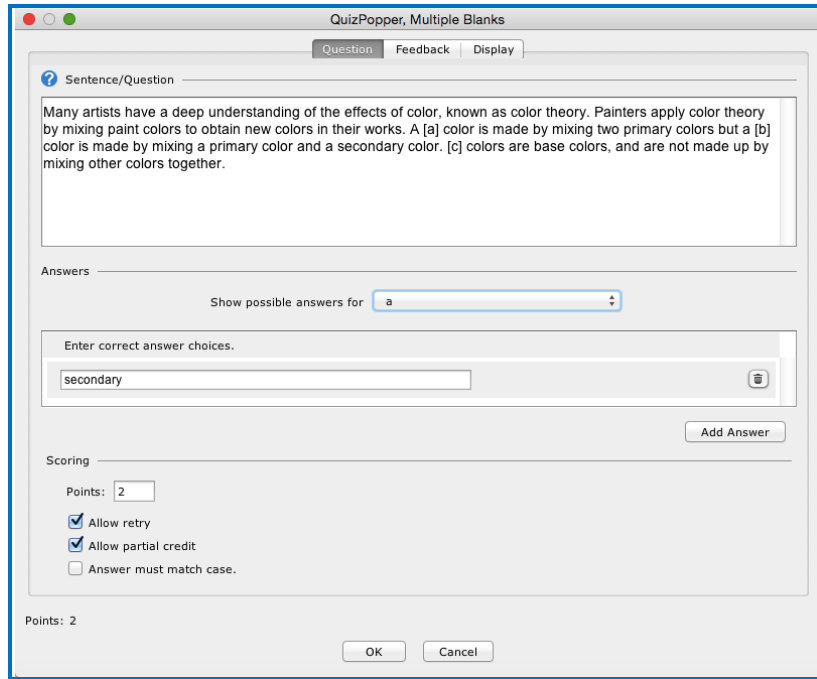 QuizPopper, Multiple Blanks
Question Feedback Display
? Sentence/Question
Many artists have a deep understanding of the effects of color, known as color theory. Painters apply color theory
by mixing paint colors to obtain new colors in their works. A [a] color is made by mixing two primary colors but a [b]
color is made by mixing a primary color and a secondary color. [c] colors are base colors, and are not made up by
mixing other colors together.
Answers
Show possible answers for a
Enter correct answer choices.
secondary
Add Answer
Scoring
Points: 2
Allow retry
Allow partial credit
Answer must match case.
Points: 2
OK Cancel